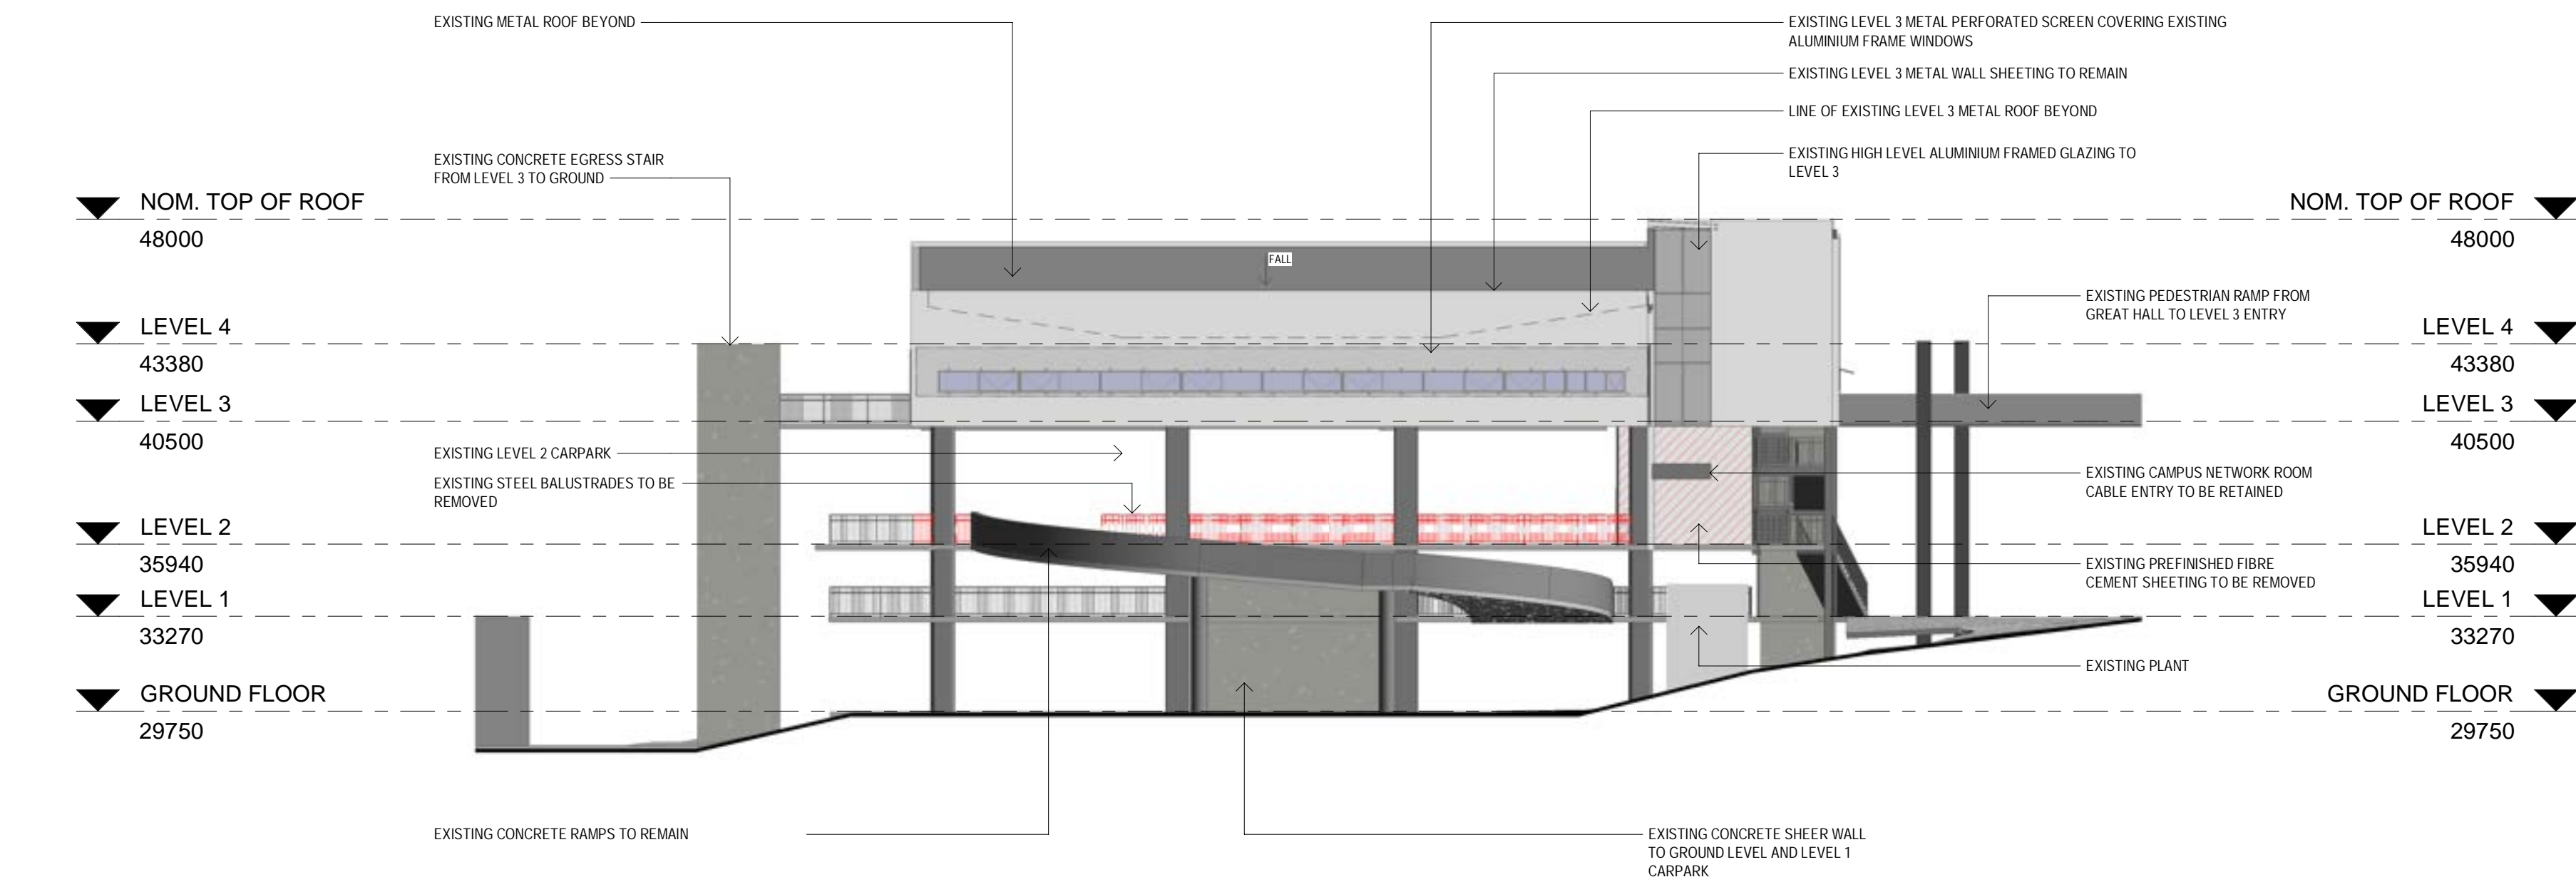 EXISTING METAL ROOF BEYOND
EXISTING LEVEL 3 METAL PERFORATED SCREEN COVERING EXISTING
ALUMINIUM FRAME WINDOWS
EXISTING LEVEL 3 METAL WALL SHEETING TO REMAIN
LINE OF EXISTING LEVEL 3 METAL ROOF BEYOND
EXISTING HIGH LEVEL ALUMINIUM FRAMED GLAZING TO
LEVEL 3
EXISTING CONCRETE EGRESS STAIR
FROM LEVEL 3 TO GROUND
NOM. TOP OF ROOF
48000
NOM. TOP OF ROOF
48000
FALL
EXISTING PEDESTRIAN RAMP FROM
GREAT HALL TO LEVEL 3 ENTRY
LEVEL 4
43380
LEVEL 4
43380
LEVEL 3
40500
LEVEL 3
40500
EXISTING LEVEL 2 CARPARK
EXISTING STEEL BALUSTRADES TO BE
REMOVED
EXISTING CAMPUS NETWORK ROOM
CABLE ENTRY TO BE RETAINED
LEVEL 2
35940
LEVEL 2
35940
EXISTING PREFINISHED FIBRE
CEMENT SHEETING TO BE REMOVED
LEVEL 1
33270
LEVEL 1
33270
EXISTING PLANT
GROUND FLOOR
29750
GROUND FLOOR
29750
EXISTING CONCRETE RAMPS TO REMAIN
EXISTING CONCRETE SHEER WALL
TO GROUND LEVEL AND LEVEL 1
CARPARK